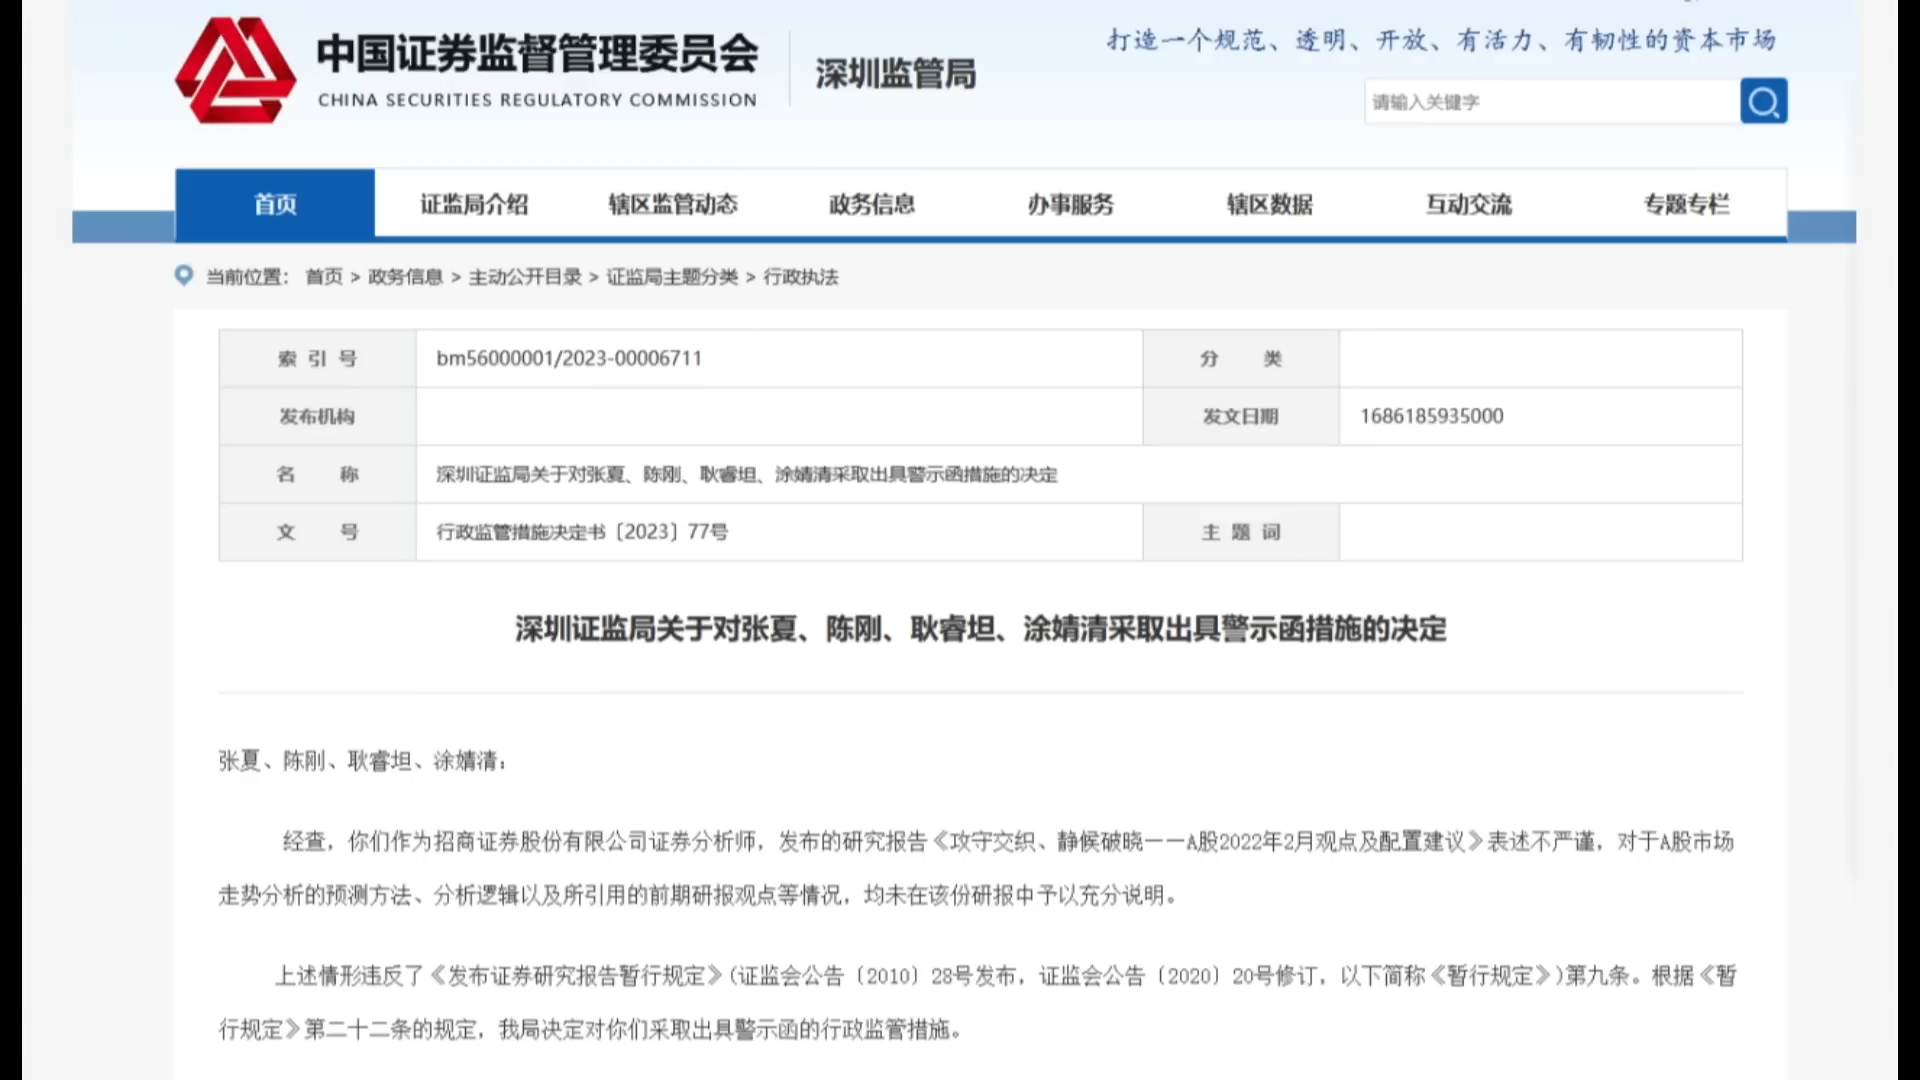 中国证券监督管理委员会
CHINA SECURITIES REGULATORY COMMISSION
深圳监管局
打造一个规范、透明、开放、有活力、有韧性的资本市场
请输入关键字
首页 证监局介绍 辖区监管动态 政务信息 办事服务 辖区数据 互动交流 专题专栏
当前位置： 首页 > 政务信息 > 主动公开目录 > 证监局主题分类 > 行政执法
索 引 号 bm56000001/2023-00006711 分 类
发布机构 发文日期 1686185935000
名 称 深圳证监局关于对张夏、陈刚、耿睿坦、涂婧清采取出具警示函措施的决定
文 号 行政监管措施决定书〔2023〕77号 主 题 词
深圳证监局关于对张夏、陈刚、耿睿坦、涂婧清采取出具警示函措施的决定
张夏、陈刚、耿睿坦、涂婧清：
经查，你们作为招商证券股份有限公司证券分析师，发布的研究报告《攻守交织、静候破晓——A股2022年2月观点及配置建议》表述不严谨，对于A股市场
走势分析的预测方法、分析逻辑以及所引用的前期研报观点等情况，均未在该份研报中予以充分说明。
上述情形违反了《发布证券研究报告暂行规定》（证监会公告〔2010〕28号发布，证监会公告〔2020〕20号修订，以下简称《暂行规定》）第九条。根据《暂
行规定》第二十二条的规定，我局决定对你们采取出具警示函的行政监管措施。